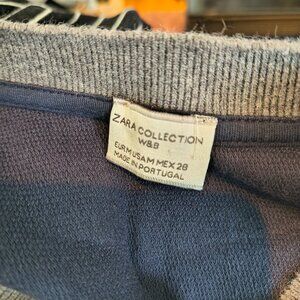 ZARA COLLECTION
W&B
EUR M USA M MEX 28
MADE IN PORTUGAL